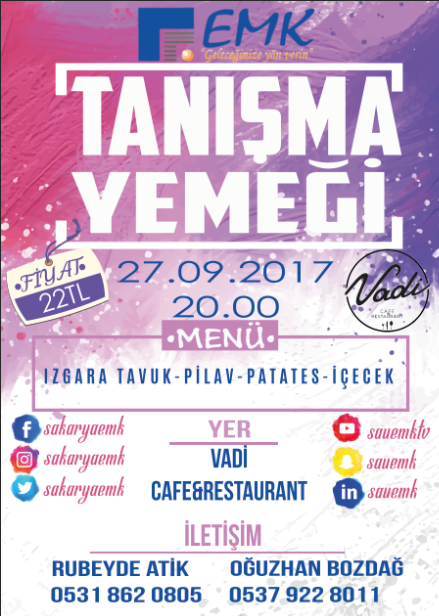 EMK
"Geleceğinize yön verin"
TANIŞMA
YEMEĞİ
FİYAT
22TL
27.09.2017
20.00
Vadi
CAFE
RESTAURANT
•MENÜ•
IZGARA TAVUK-PİLAV-PATATES-İÇECEK
sakaryaemk
sakaryaemk
sakaryaemk
YER
VADİ
CAFE&RESTAURANT
sauemktv
sauemk
in sauemk
İLETİŞİM
RUBEYDE ATİK
0531 862 0805
OĞUZHAN BOZDAĞ
0537 922 8011